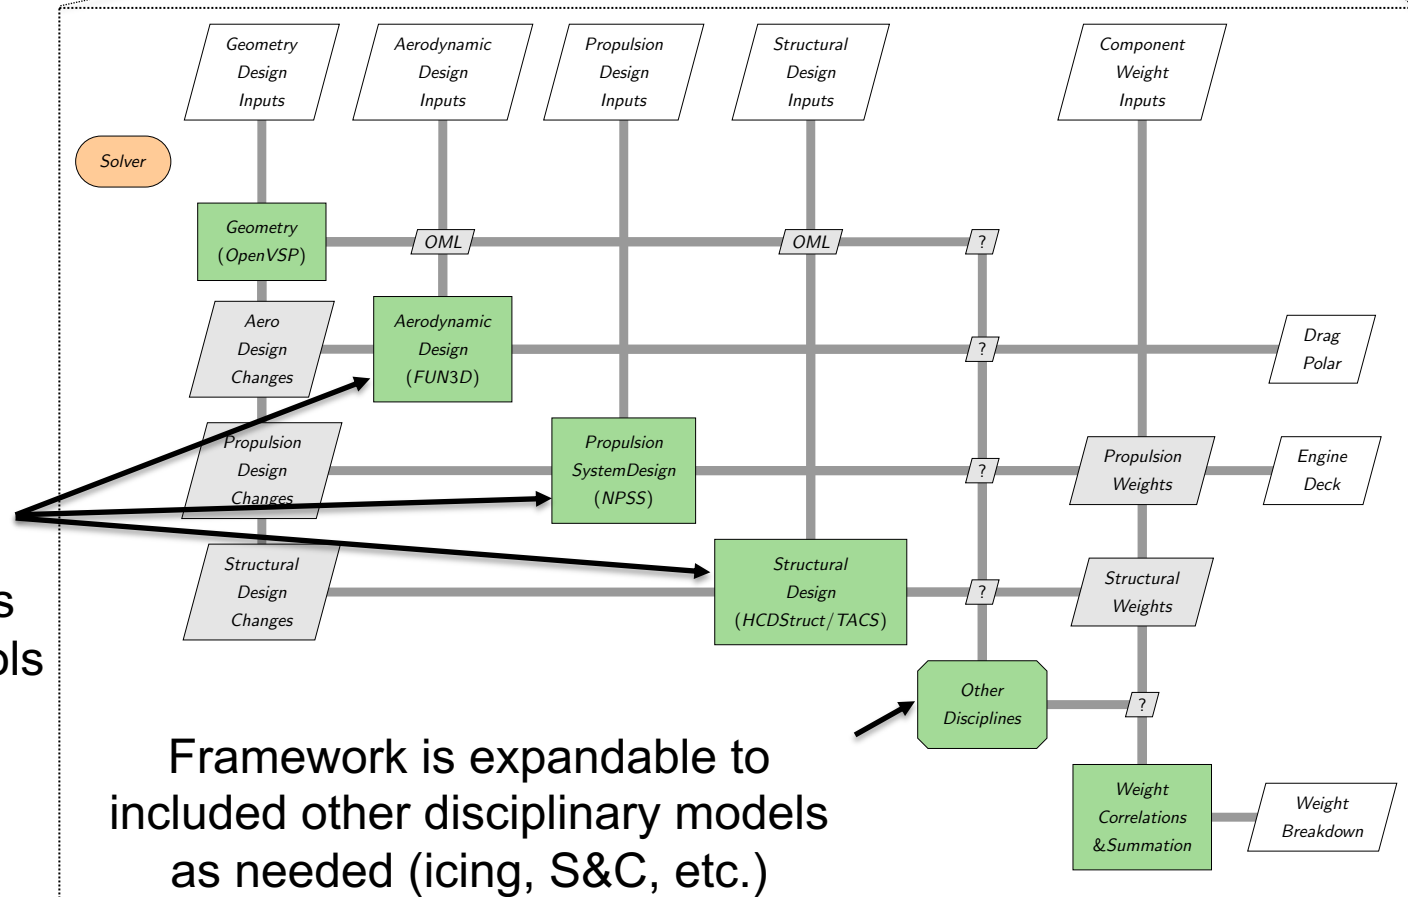 Geometry
Design
Inputs
Aerodynamic
Design
Inputs
Propulsion
Design
Inputs
Structural
Design
Inputs
Component
Weight
Inputs
Solver
Geometry
(OpenVSP)
OML
OML
?
Aero
Design
Changes
Aerodynamic
Design
(FUN3D)
?
Drag
Polar
Propulsion
Design
Changes
Propulsion
SystemDesign
(NPSS)
?
Propulsion
Weights
Engine
Deck
Structural
Design
Changes
Structural
Design
(HCDStruct/TACS)
?
Structural
Weights
Other
Disciplines
?
Framework is expandable to
included other disciplinary models
as needed (icing, S&C, etc.)
Weight
Correlations
&Summation
Weight
Breakdown